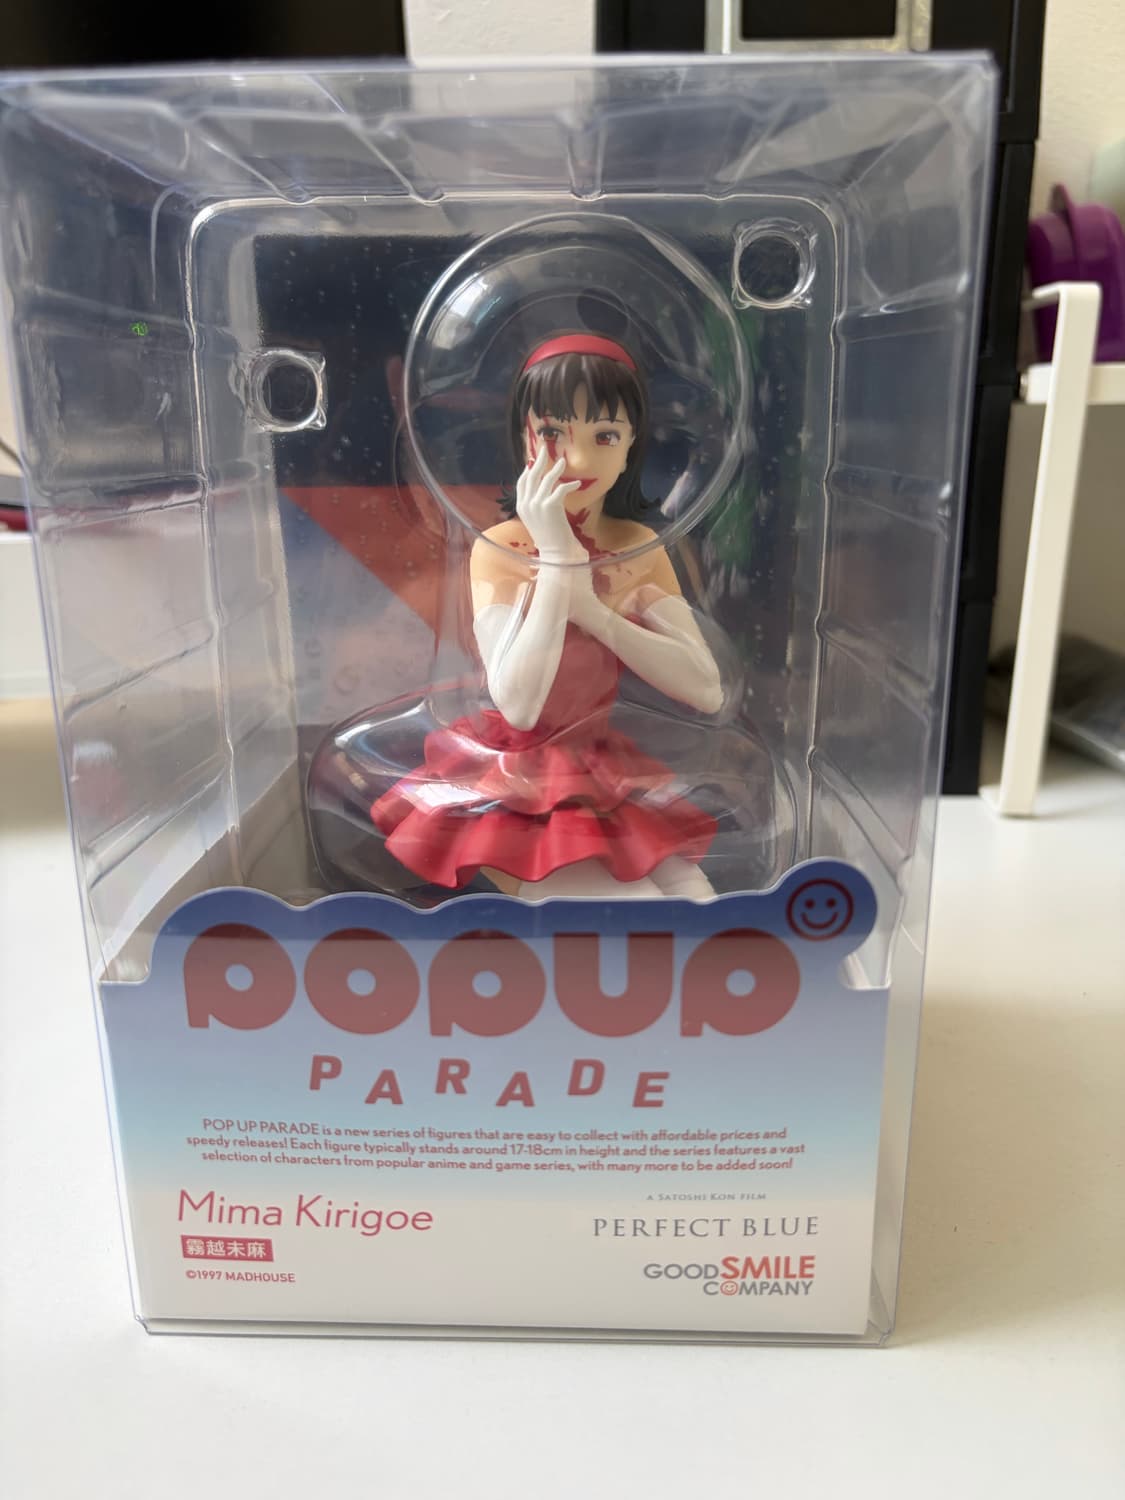 POPUP
PARADE
POP UP PARADE is a new series of figures that are easy to collect with affordable prices and
speedy releases! Each figure typically stands around 17-18cm in height and the series features a vast
selection of characters from popular anime and game series, with many more to be added soon!
Mima Kirigoe
霧越未麻
©1997 MADHOUSE
A SATOSHI KON FILM
PERFECT BLUE
GOODSMILE
COMPANY